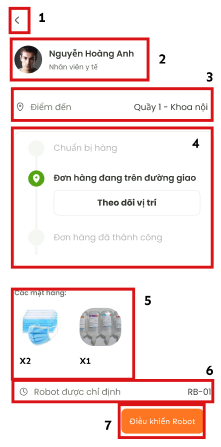 1
Nguyễn Hoàng Anh
Nhân viên y tế
2
3
Điểm đến
Quầy 1 - Khoa nội
4
Chuẩn bị hàng
Đơn hàng đang trên đường giao
Theo dõi vị trí
Đơn hàng đã thành công
Các mặt hàng:
5
X2
X1
6
Robot được chỉ định
RB-01
7
Điều khiển Robot